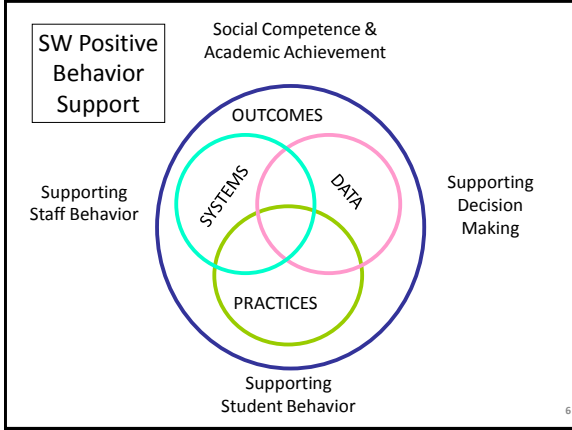 SW Positive
Behavior
Support
Social Competence &
Academic Achievement
OUTCOMES
SYSTEMS
DATA
Supporting
Staff Behavior
Supporting
Decision
Making
PRACTICES
Supporting
Student Behavior
6